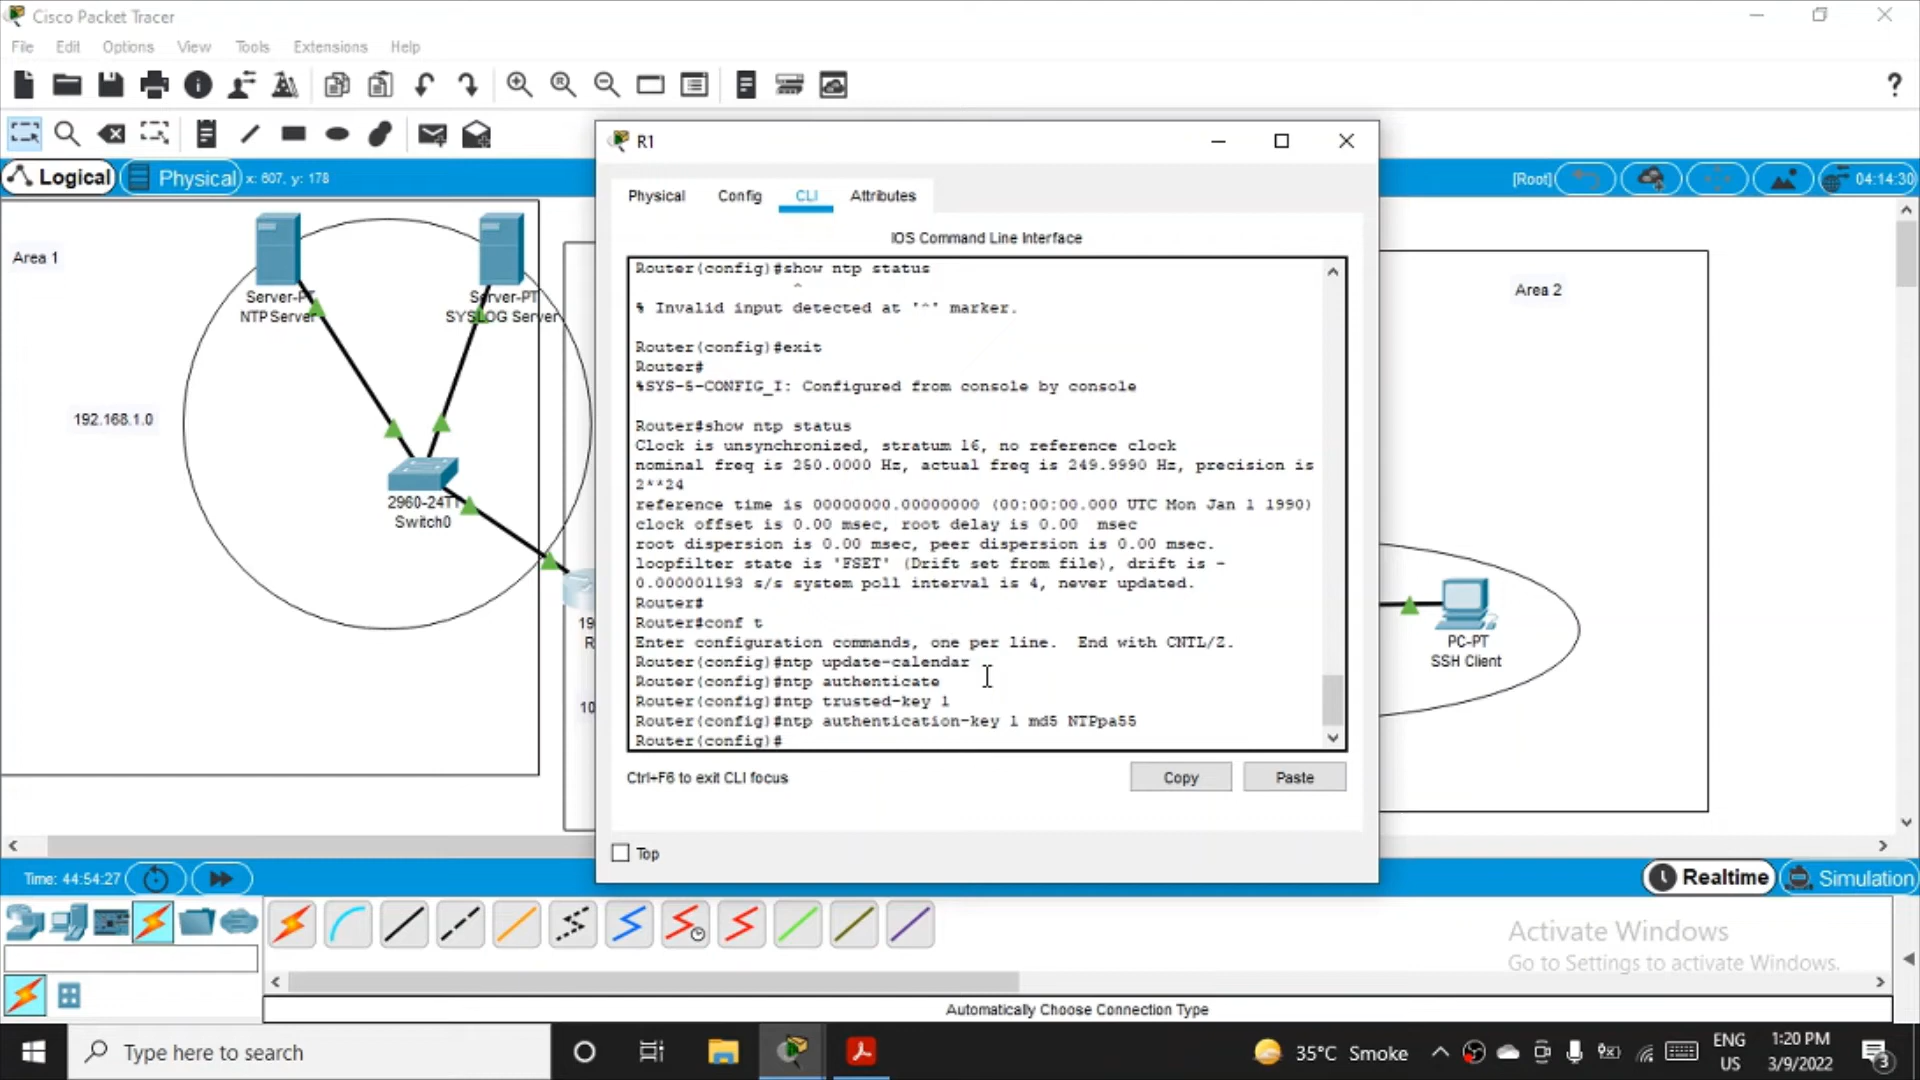 Cisco Packet Tracer
File Edit Options View Tools Extensions Help
?
Logical Physical x: 607, y: 178
[Root] 04:14:30
Area 1
Server-PT
NTP Server
Server-PT
SYSLOG Server
192.168.1.0
2960-24TT
Switch0
19
R
10
R1
Physical Config CLI Attributes
IOS Command Line Interface
Router(config)#show ntp status
^
% Invalid input detected at '^' marker.
Router(config)#exit
Router#
%SYS-5-CONFIG_I: Configured from console by console
Router#show ntp status
Clock is unsynchronized, stratum 16, no reference clock
nominal freq is 250.0000 Hz, actual freq is 249.9990 Hz, precision is
2**24
reference time is 00000000.00000000 (00:00:00.000 UTC Mon Jan 1 1990)
clock offset is 0.00 msec, root delay is 0.00 msec
root dispersion is 0.00 msec, peer dispersion is 0.00 msec.
loopfilter state is 'FSET' (Drift set from file), drift is -
0.000001193 s/s system poll interval is 4, never updated.
Router#
Router#conf t
Enter configuration commands, one per line. End with CNTL/Z.
Router(config)#ntp update-calendar
Router(config)#ntp authenticate
Router(config)#ntp trusted-key 1
Router(config)#ntp authentication-key 1 md5 NTPpa55
Router(config)#
Ctrl+F6 to exit CLI focus
Copy Paste
Top
Area 2
PC-PT
SSH Client
Time: 44:54:27
Realtime Simulation
Activate Windows
Go to Settings to activate Windows.
Automatically Choose Connection Type
Type here to search
35°C Smoke
ENG
US
1:20 PM
3/9/2022
3